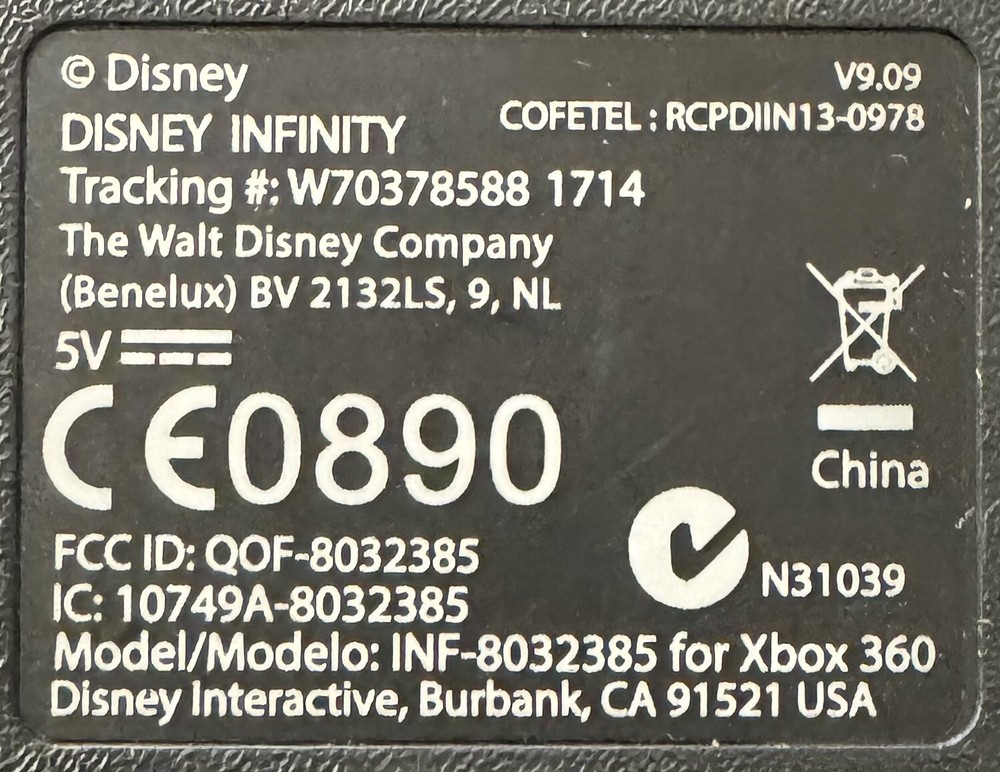 © Disney
V9.09
COFETEL : RCPDIIN13-0978
DISNEY INFINITY
Tracking #: W70378588 1714
The Walt Disney Company
(Benelux) BV 2132LS, 9, NL
5V
CE0890
China
FCC ID: QOF-8032385
N31039
IC: 10749A-8032385
Model/Modelo: INF-8032385 for Xbox 360
Disney Interactive, Burbank, CA 91521 USA